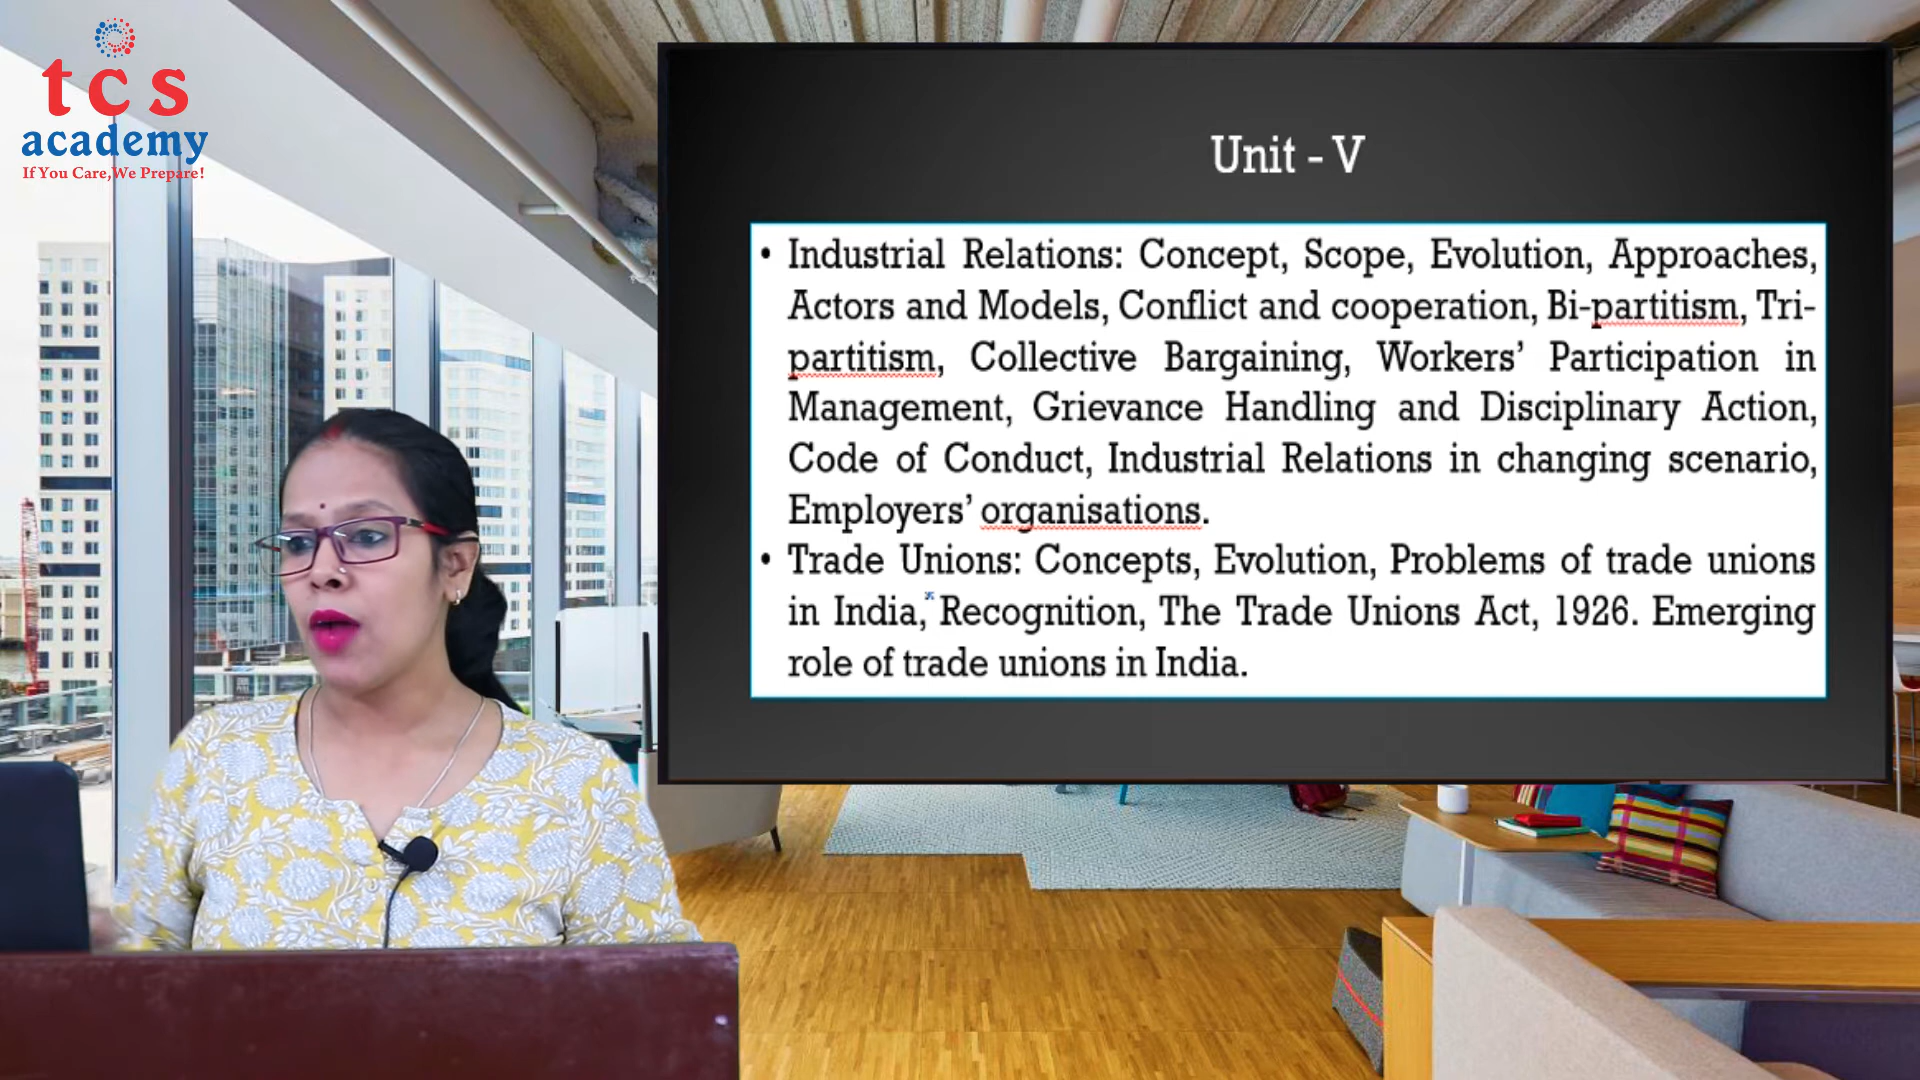 tcs
academy
If You Care,We Prepare!
Unit - V
• Industrial Relations: Concept, Scope, Evolution, Approaches,
Actors and Models, Conflict and cooperation, Bi-partitism, Tri-
partitism, Collective Bargaining, Workers’ Participation in
Management, Grievance Handling and Disciplinary Action,
Code of Conduct, Industrial Relations in changing scenario,
Employers’ organisations.
• Trade Unions: Concepts, Evolution, Problems of trade unions
in India, Recognition, The Trade Unions Act, 1926. Emerging
role of trade unions in India.